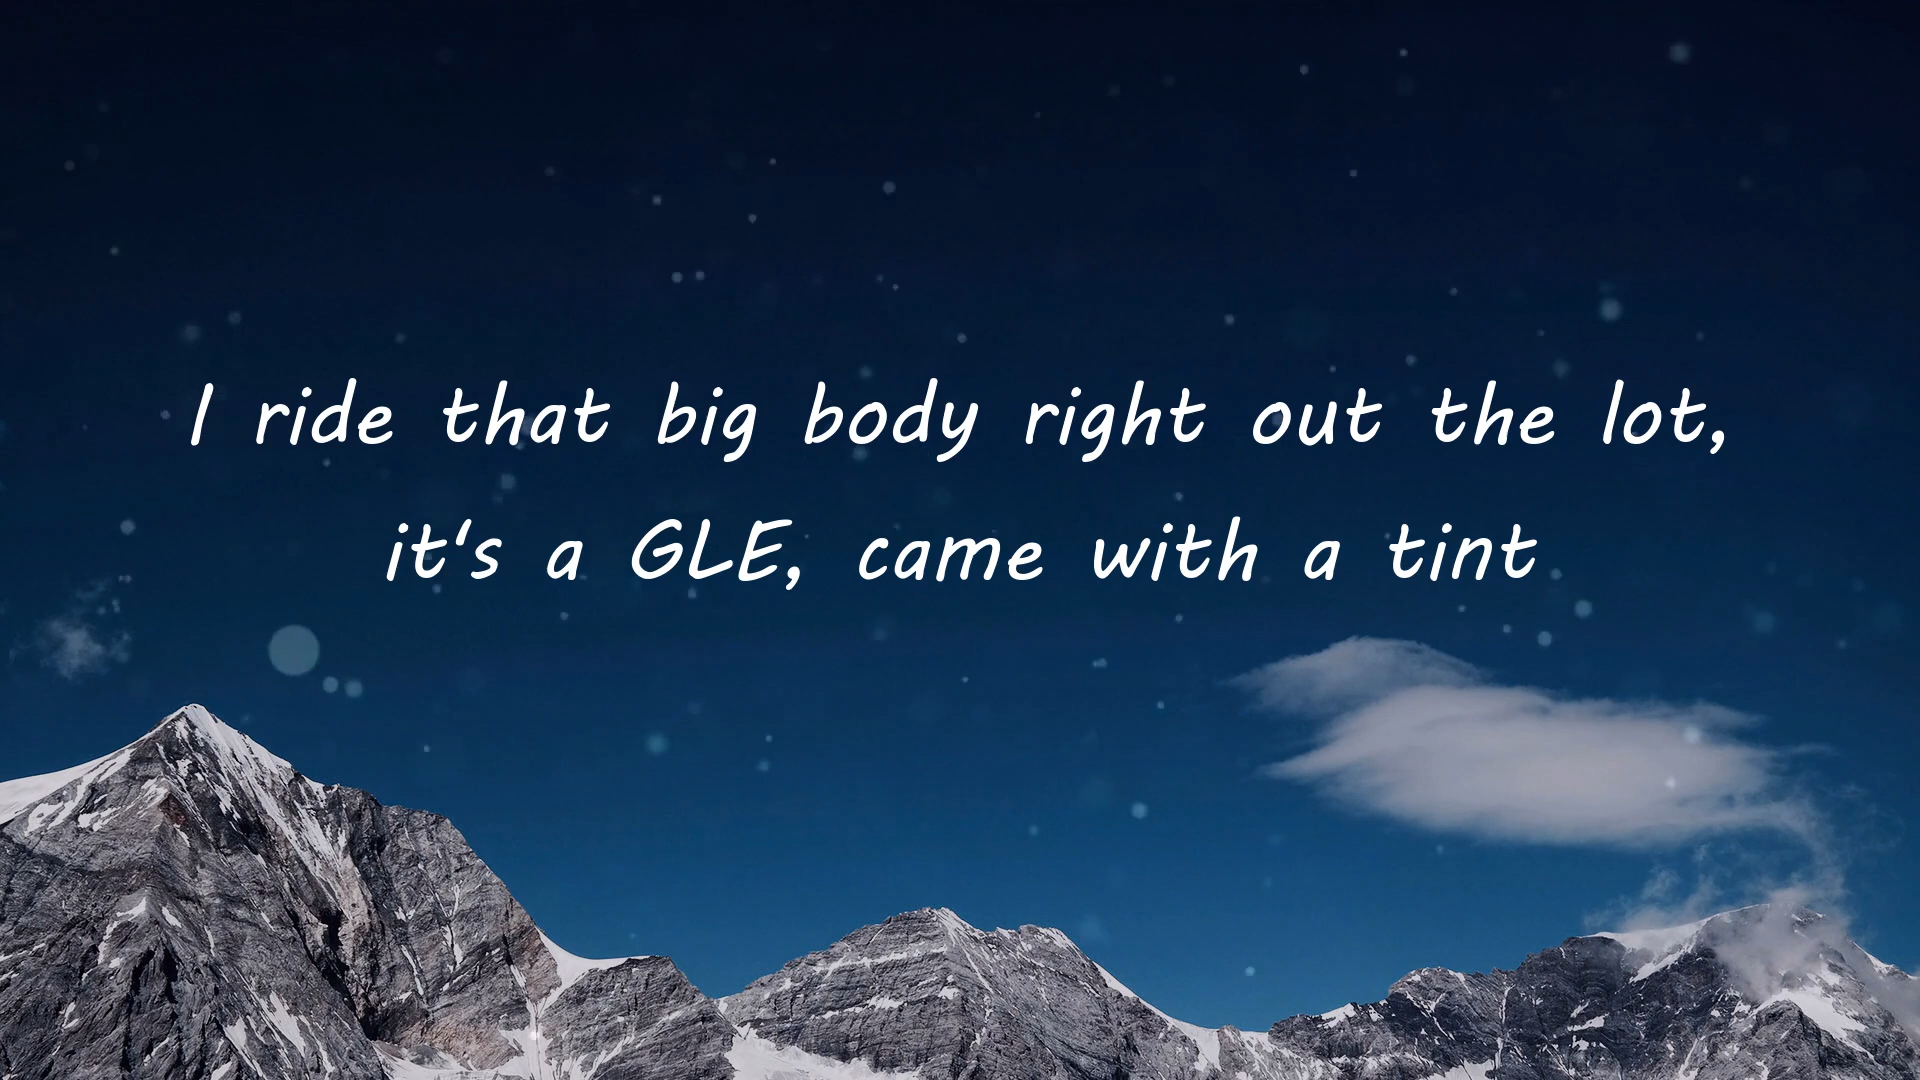 I ride that big body right out the lot,
it's a GLE, came with a tint